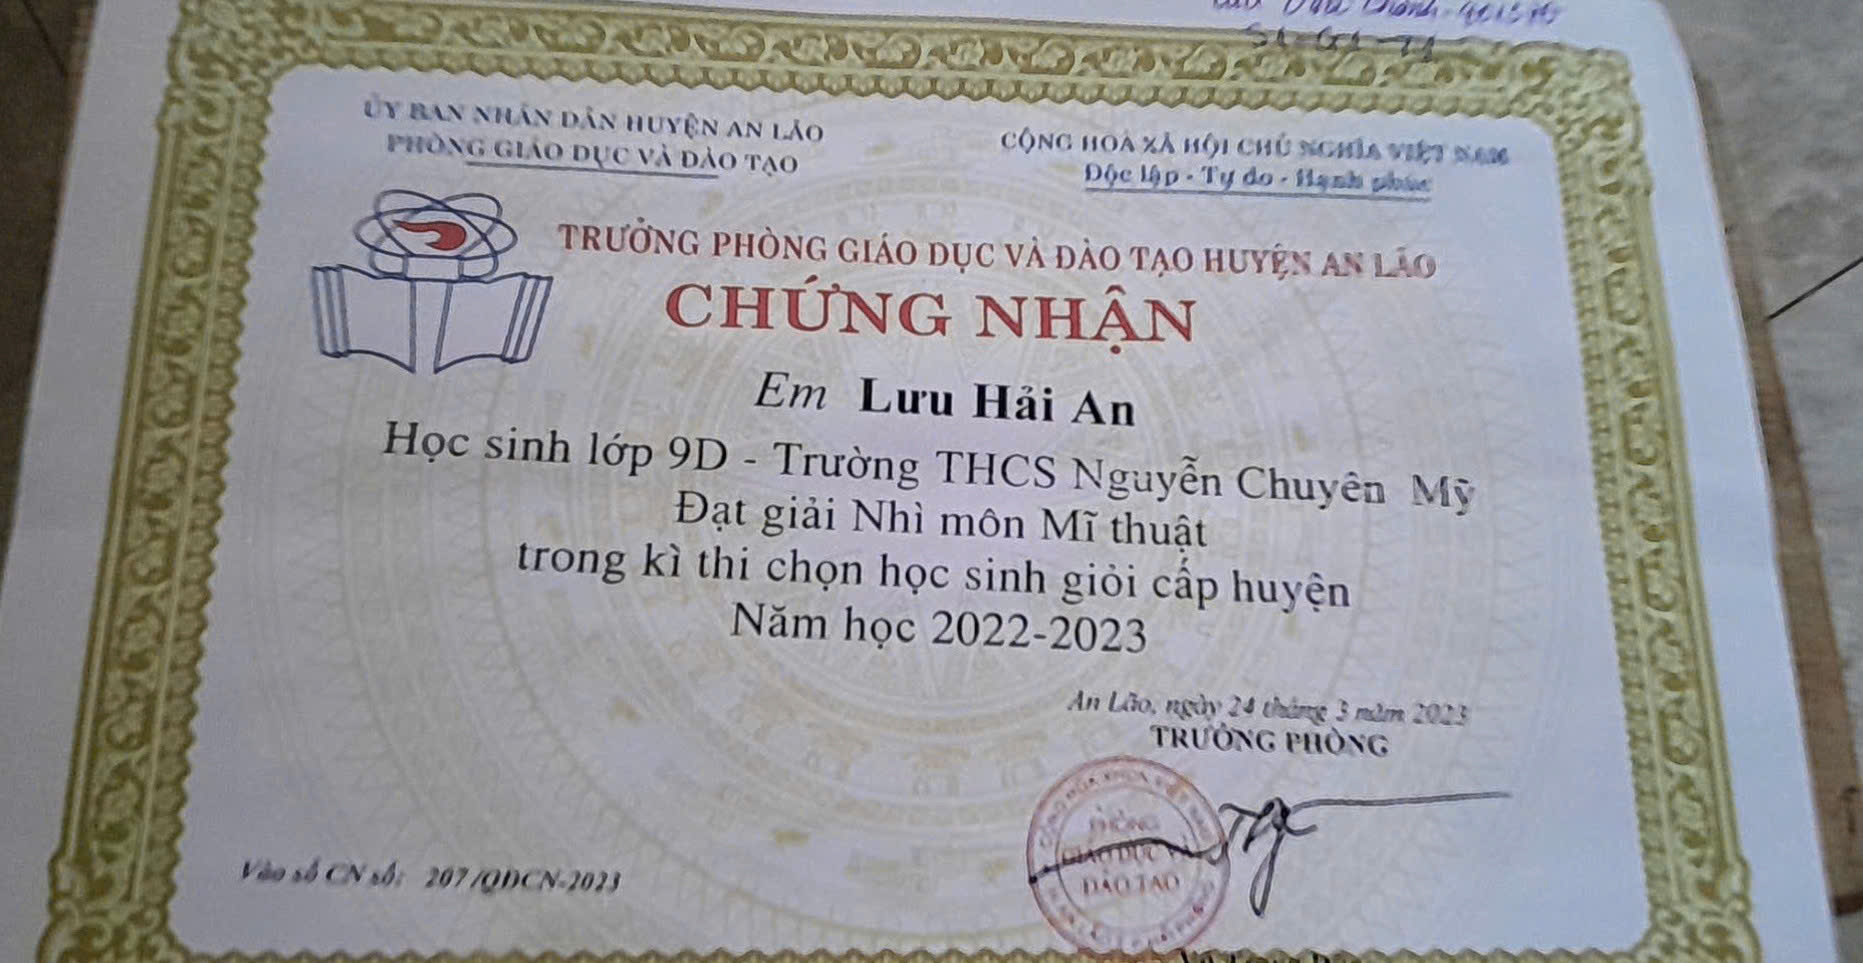 ỦY BAN NHÂN DÂN HUYỆN AN LÃO
PHÒNG GIÁO DỤC VÀ ĐÀO TẠO
CỘNG HOÀ XÃ HỘI CHỦ NGHĨA VIỆT NAM
Độc lập - Tự do - Hạnh phúc
TRƯỞNG PHÒNG GIÁO DỤC VÀ ĐÀO TẠO HUYỆN AN LÃO
CHỨNG NHẬN
Em Lưu Hải An
Học sinh lớp 9D - Trường THCS Nguyễn Chuyên Mỹ
Đạt giải Nhì môn Mĩ thuật
trong kì thi chọn học sinh giỏi cấp huyện
Năm học 2022-2023
An Lão, ngày 24 tháng 3 năm 2023
TRƯỞNG PHÒNG
PHÒNG
GIÁO DỤC VÀ
ĐÀO TẠO
Vào sổ CN số: 207/QĐCN-2023